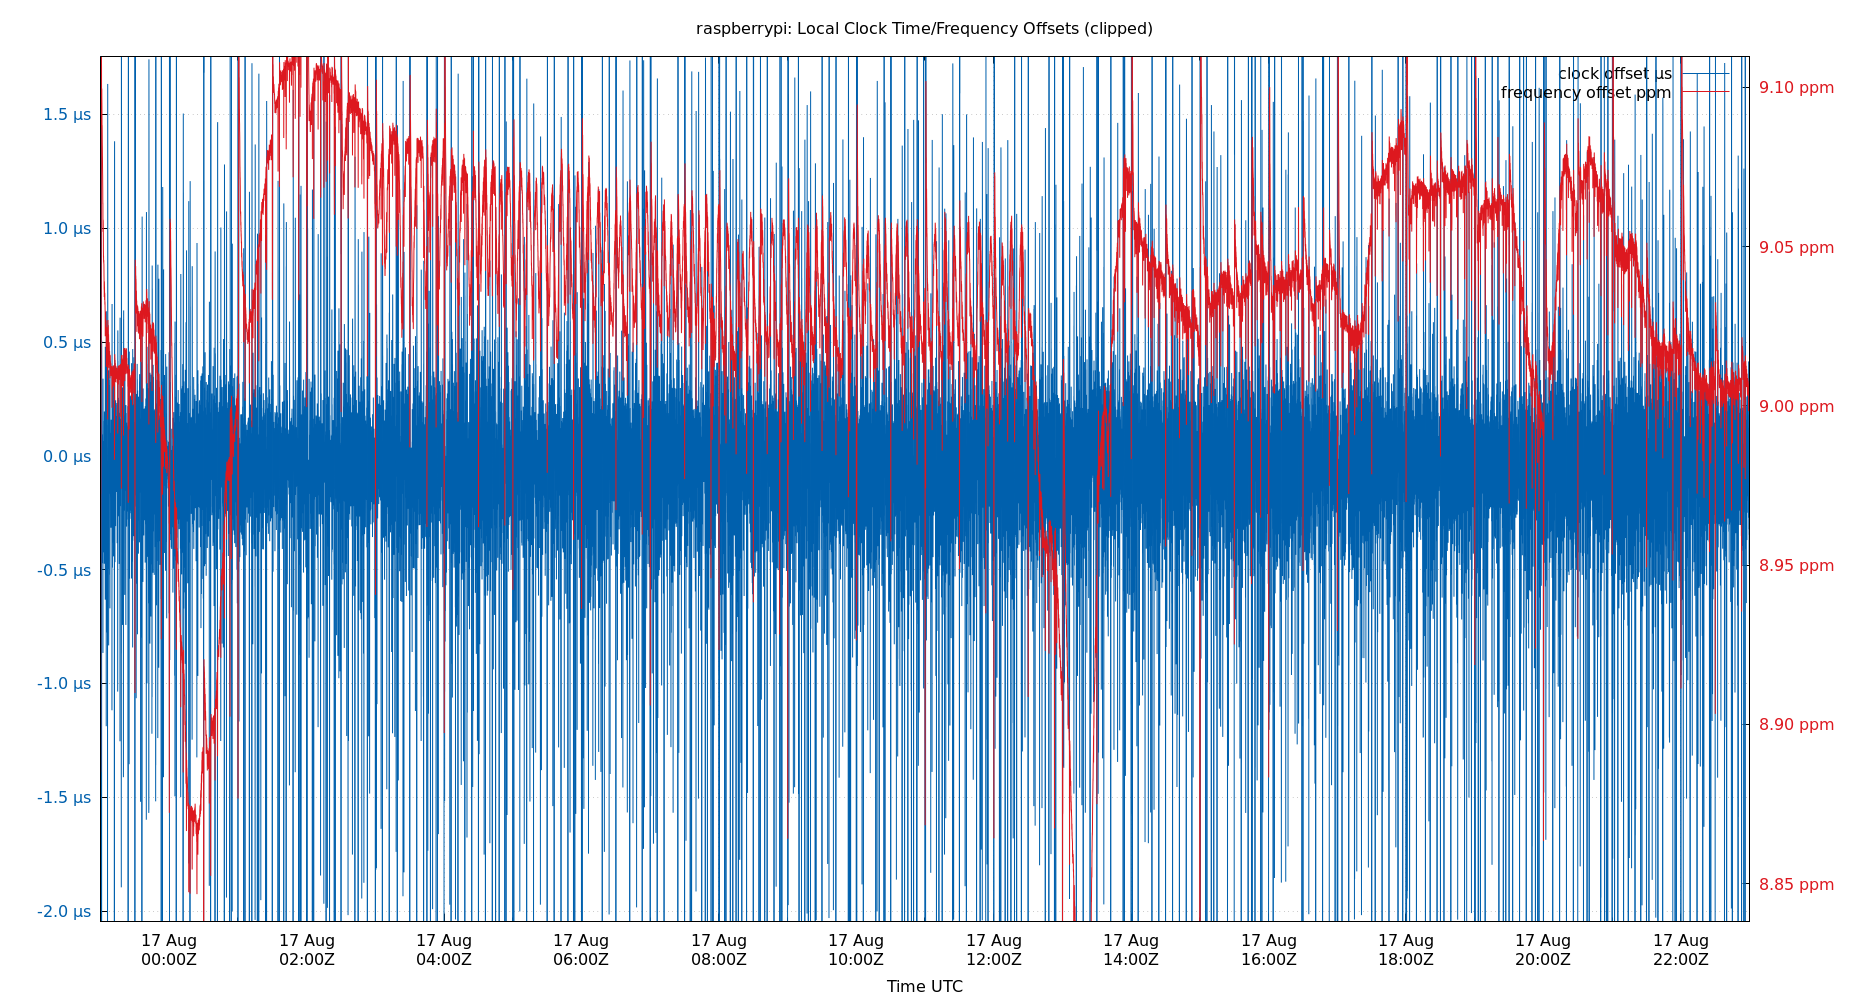 raspberrypi: Local Clock Time/Frequency Offsets (clipped)
clock offset µs
frequency offset ppm
1.5 µs
1.0 µs
0.5 µs
0.0 µs
-0.5 µs
-1.0 µs
-1.5 µs
-2.0 µs
9.10 ppm
9.05 ppm
9.00 ppm
8.95 ppm
8.90 ppm
8.85 ppm
17 Aug 17 Aug 17 Aug 17 Aug 17 Aug 17 Aug 17 Aug 17 Aug 17 Aug 17 Aug 17 Aug 17 Aug
00:00Z 02:00Z 04:00Z 06:00Z 08:00Z 10:00Z 12:00Z 14:00Z 16:00Z 18:00Z 20:00Z 22:00Z
Time UTC